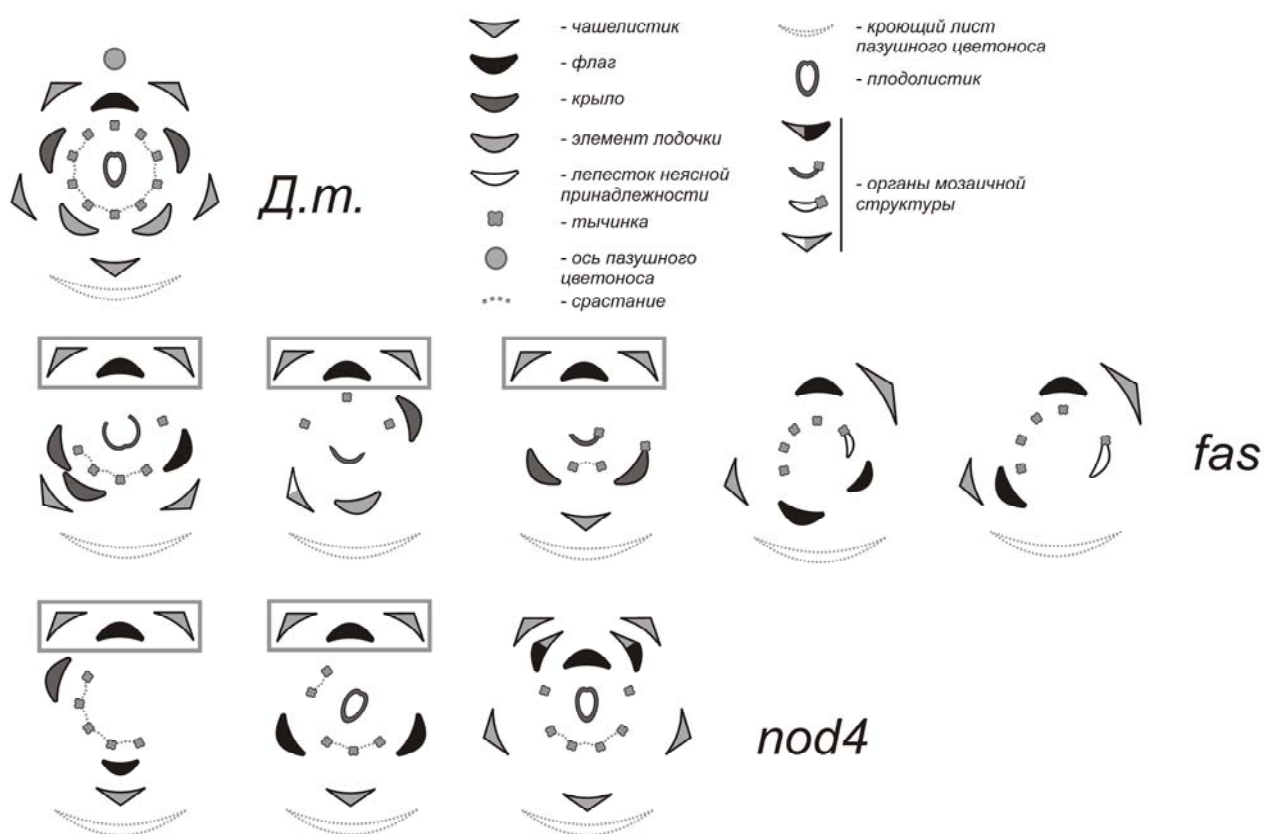 - чашелистик
- флаг
- крыло
- элемент лодочки
- лепесток неясной
принадлежности
- тычинка
- ось пазушного
цветоноса
- срастание
- кроющий лист
пазушного цветоноса
- плодолистик
- органы мозаичной
структуры
Д.т.
fas
nod4